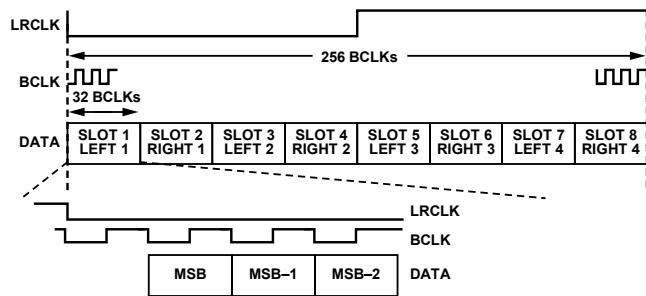 LRCLK
256 BCLKs
BCLK
32 BCLKs
DATA
SLOT 1 SLOT 2 SLOT 3 SLOT 4 SLOT 5 SLOT 6 SLOT 7 SLOT 8
LEFT 1 RIGHT 1 LEFT 2 RIGHT 2 LEFT 3 RIGHT 3 LEFT 4 RIGHT 4
LRCLK
BCLK
MSB MSB–1 MSB–2 DATA